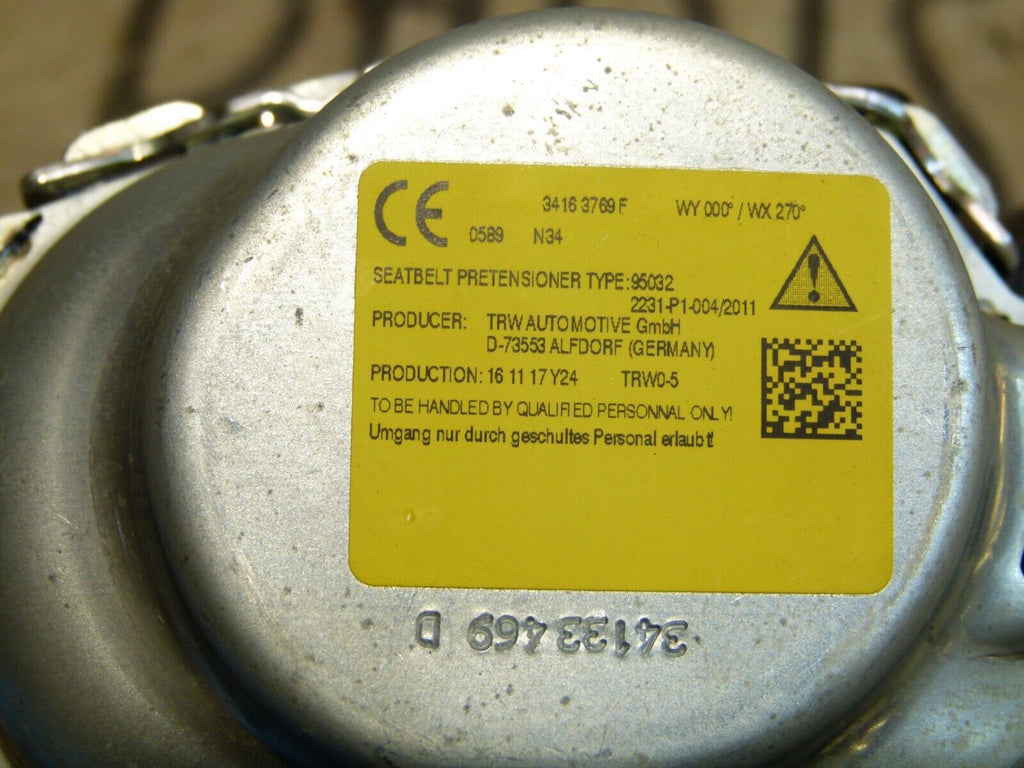 CE 3416 3769 F WY 000° / WX 270°
0589 N34
SEATBELT PRETENSIONER TYPE: 95032
2231-P1-004/2011
PRODUCER: TRW AUTOMOTIVE GmbH
D-73553 ALFDORF (GERMANY)
PRODUCTION: 16 11 17 Y24 TRW0-5
TO BE HANDLED BY QUALIFIED PERSONNAL ONLY!
Umgang nur durch geschultes Personal erlaubt!
34133 469 D